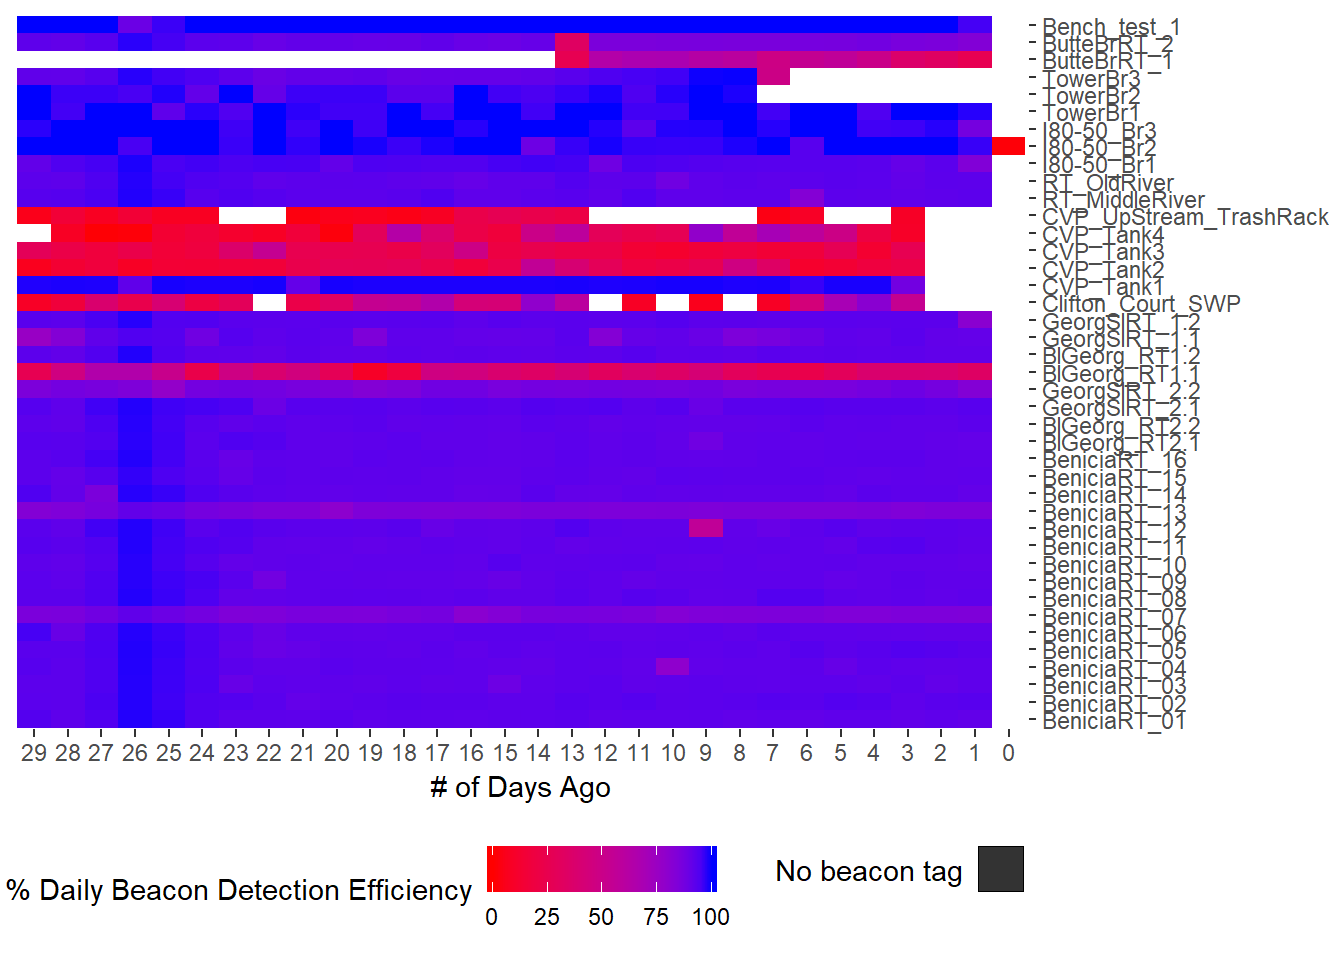 Bench_test_1
ButteBrRT_2
ButteBrRT_1
TowerBr3
TowerBr2
TowerBr1
I80-50_Br3
I80-50_Br2
I80-50_Br1
RT_OldRiver
RT_MiddleRiver
CVP_UpStream_TrashRack
CVP_Tank4
CVP_Tank3
CVP_Tank2
CVP_Tank1
Clifton_Court_SWP
GeorgSlRT_1.2
GeorgSlRT_1.1
BlGeorg_RT1.2
BlGeorg_RT1.1
GeorgSlRT_2.2
GeorgSlRT_2.1
BlGeorg_RT2.2
BlGeorg_RT2.1
BeniciaRT_16
BeniciaRT_15
BeniciaRT_14
BeniciaRT_13
BeniciaRT_12
BeniciaRT_11
BeniciaRT_10
BeniciaRT_09
BeniciaRT_08
BeniciaRT_07
BeniciaRT_06
BeniciaRT_05
BeniciaRT_04
BeniciaRT_03
BeniciaRT_02
BeniciaRT_01
29 28 27 26 25 24 23 22 21 20 19 18 17 16 15 14 13 12 11 10 9 8 7 6 5 4 3 2 1 0
# of Days Ago
% Daily Beacon Detection Efficiency
0 25 50 75 100
No beacon tag